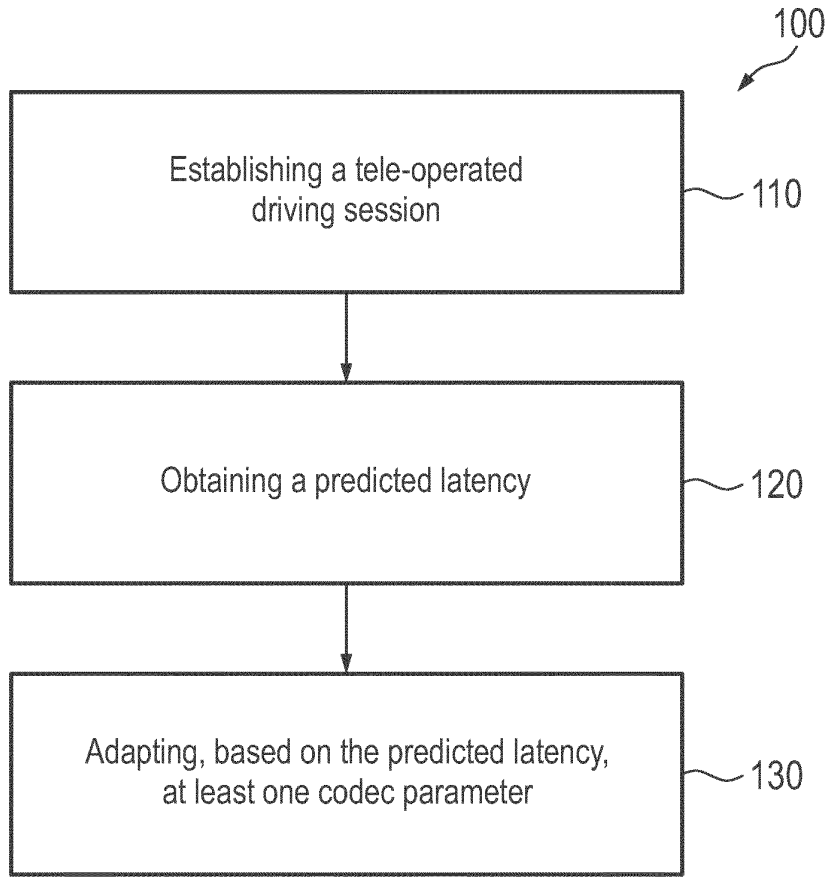 100
Establishing a tele-operated
driving session
110
Obtaining a predicted latency
120
Adapting, based on the predicted latency,
at least one codec parameter
130